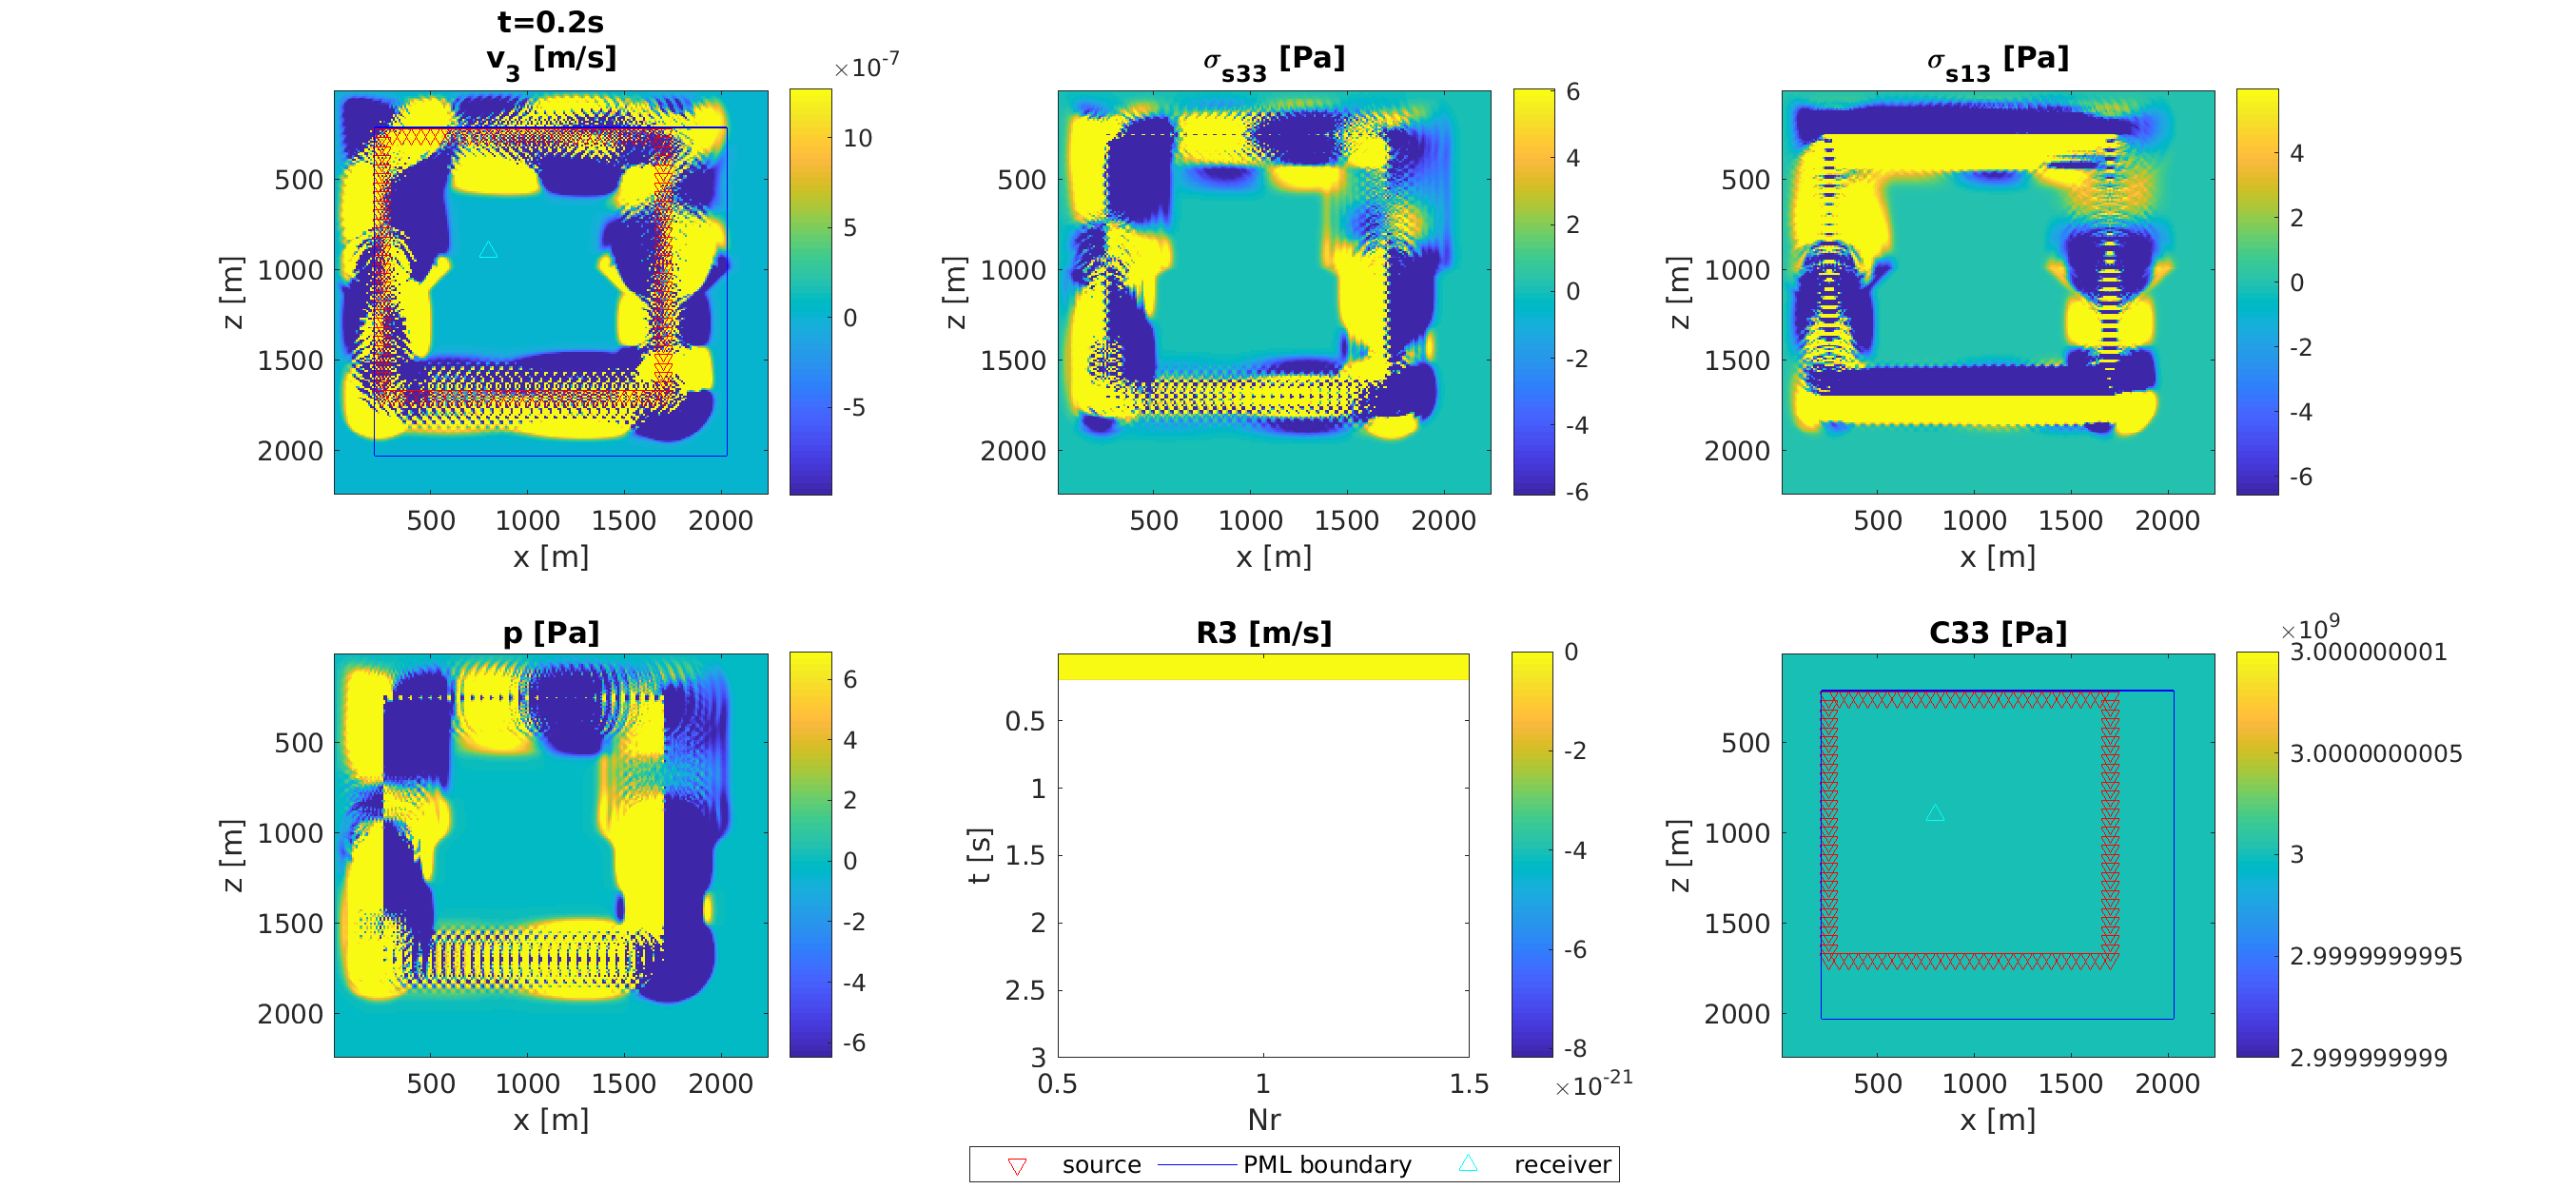 t=0.2s
v3 [m/s]
×10-7
10
5
0
-5
500
1000
1500
2000
z [m]
500 1000 1500 2000
x [m]
σs33 [Pa]
6
4
2
0
-2
-4
-6
500
1000
1500
2000
z [m]
500 1000 1500 2000
x [m]
σs13 [Pa]
4
2
0
-2
-4
-6
500
1000
1500
2000
z [m]
500 1000 1500 2000
x [m]
p [Pa]
6
4
2
0
-2
-4
-6
500
1000
1500
2000
z [m]
500 1000 1500 2000
x [m]
R3 [m/s]
0
-2
-4
-6
-8
×10-21
0.5
1
1.5
2
2.5
3
t [s]
0.5 1 1.5
Nr
C33 [Pa]
×109
3.000000001
3.0000000005
3
2.9999999995
2.999999999
500
1000
1500
2000
z [m]
500 1000 1500 2000
x [m]
source PML boundary receiver